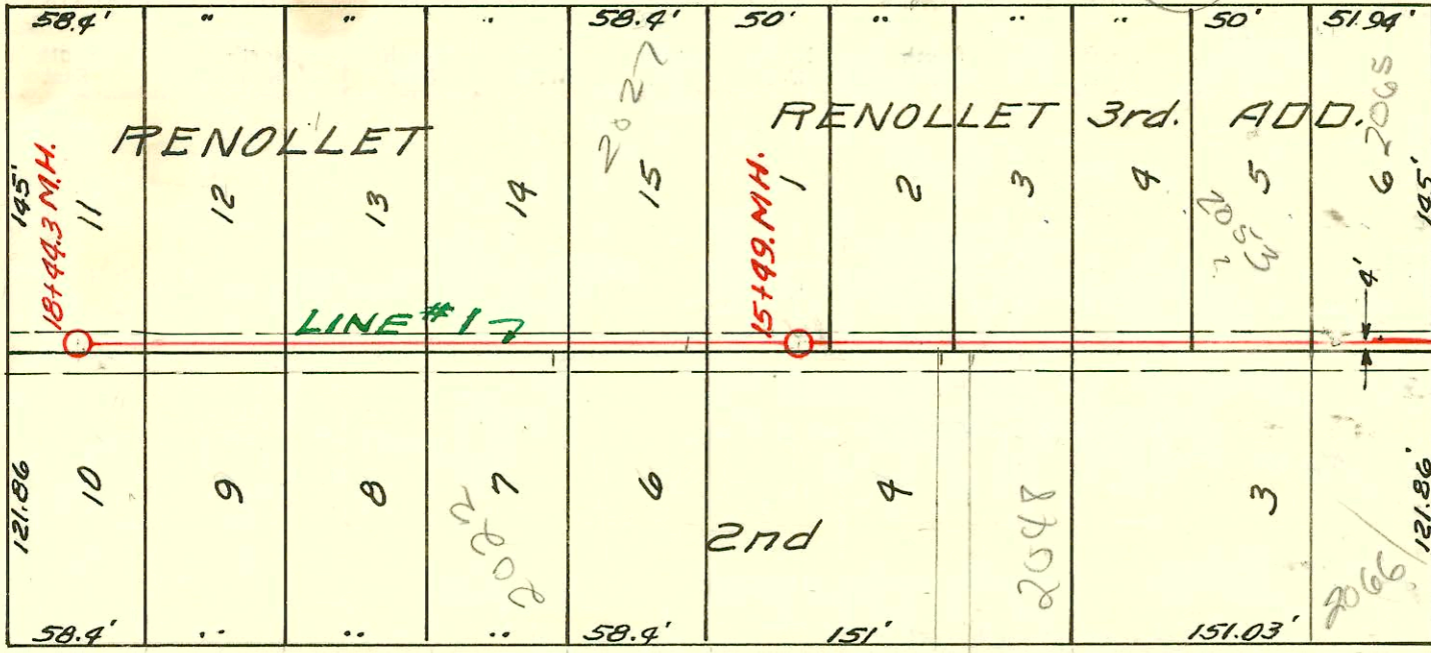 58.4' " " " 58.4' 50' " " " 50' 51.94'
RENOLLET RENOLLET 3rd. ADD.
2027
2065
145'
18+44.3 M.H.
11 12 13 14 15
15+49. M.H.
1 2 3 4 5 6
2053
145'
4'
LINE #17
121.86
10 9 8 7 6 4 3
2022
2nd
2048
121.86'
2066
58.4' " " " 58.4' 151' 151.03'